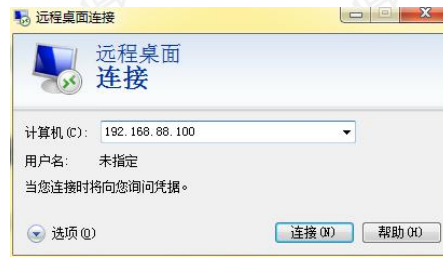 远程桌面连接
远程桌面
连接
计算机(C): 192.168.88.100
用户名: 未指定
当您连接时将向您询问凭据。
选项(O) 连接(N) 帮助(H)